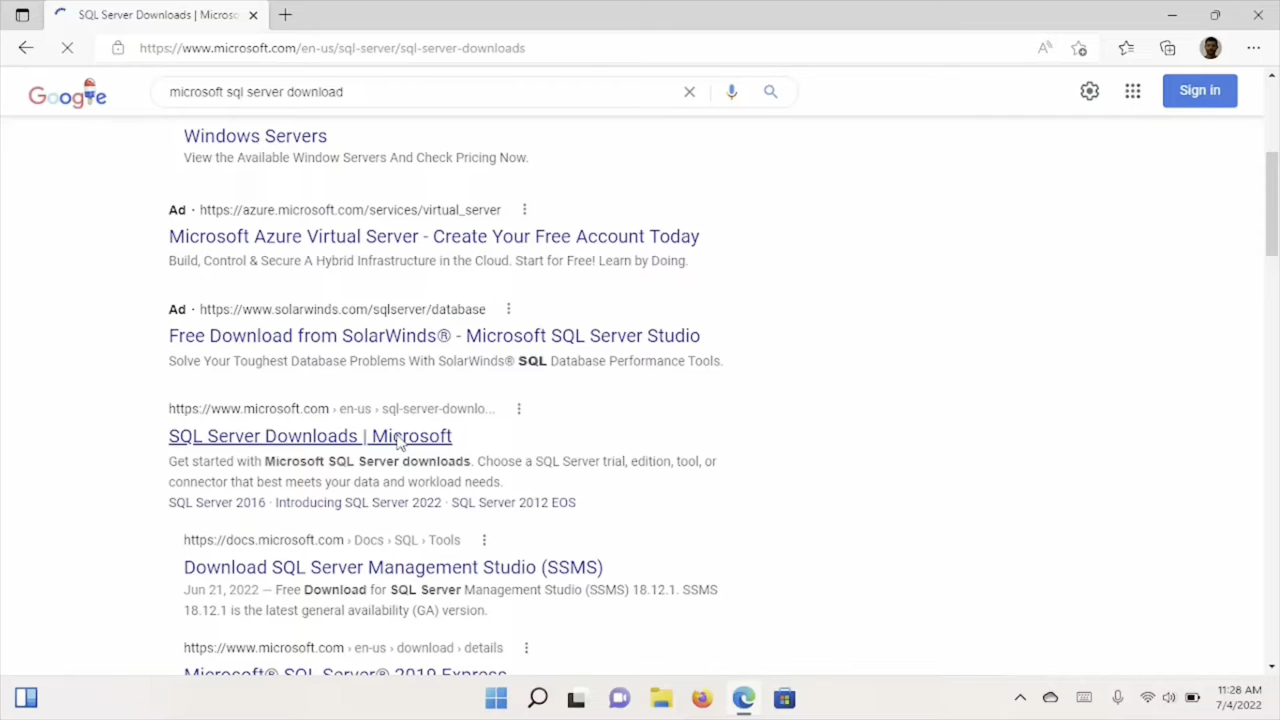 SQL Server Downloads | Microso
https://www.microsoft.com/en-us/sql-server/sql-server-downloads
Google
microsoft sql server download
Sign in
Windows Servers
View the Available Window Servers And Check Pricing Now.
Ad · https://azure.microsoft.com/services/virtual_server
Microsoft Azure Virtual Server - Create Your Free Account Today
Build, Control & Secure A Hybrid Infrastructure in the Cloud. Start for Free! Learn by Doing.
Ad · https://www.solarwinds.com/sqlserver/database
Free Download from SolarWinds® - Microsoft SQL Server Studio
Solve Your Toughest Database Problems With SolarWinds® SQL Database Performance Tools.
https://www.microsoft.com › en-us › sql-server-downlo...
SQL Server Downloads | Microsoft
Get started with Microsoft SQL Server downloads. Choose a SQL Server trial, edition, tool, or
connector that best meets your data and workload needs.
SQL Server 2016 · Introducing SQL Server 2022 · SQL Server 2012 EOS
https://docs.microsoft.com › Docs › SQL › Tools
Download SQL Server Management Studio (SSMS)
Jun 21, 2022 — Free Download for SQL Server Management Studio (SSMS) 18.12.1. SSMS
18.12.1 is the latest general availability (GA) version.
https://www.microsoft.com › en-us › download › details
Microsoft® SQL Server® 2019 Express
11:28 AM
7/4/2022